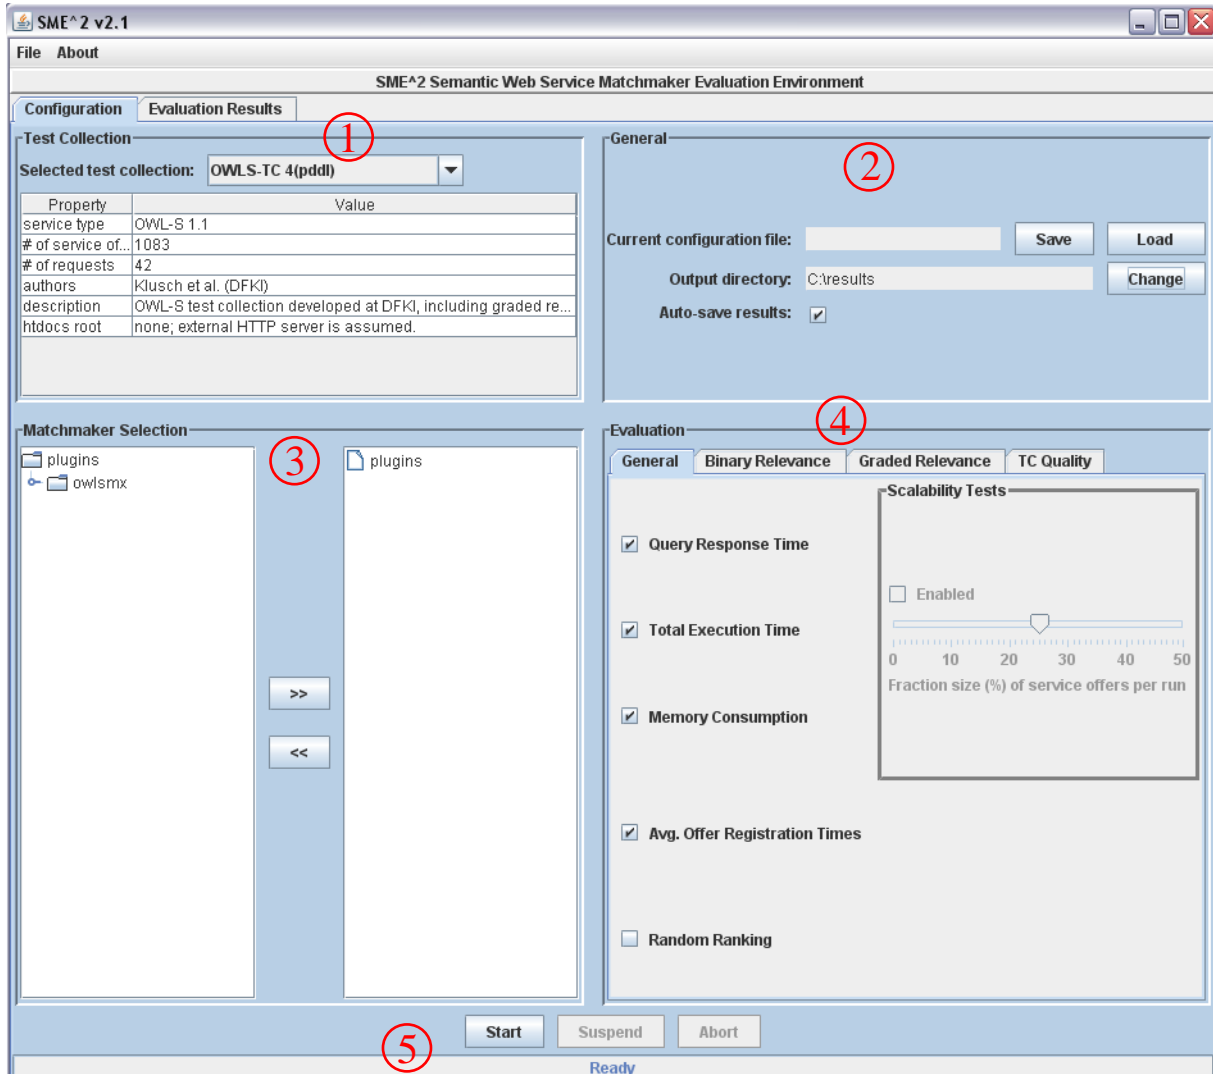 SME^2 v2.1
File About
SME^2 Semantic Web Service Matchmaker Evaluation Environment
Configuration Evaluation Results
Test Collection
1
Selected test collection: OWLS-TC 4(pddl)
Property Value
service type OWL-S 1.1
# of service of... 1083
# of requests 42
authors Klusch et al. (DFKI)
description OWL-S test collection developed at DFKI, including graded re...
htdocs root none; external HTTP server is assumed.
General
2
Current configuration file: Save Load
Output directory: C:\results Change
Auto-save results:
Matchmaker Selection
3
plugins
owlsmx
>>
<<
plugins
Evaluation
4
General Binary Relevance Graded Relevance TC Quality
Query Response Time
Total Execution Time
Memory Consumption
Avg. Offer Registration Times
Random Ranking
Scalability Tests
Enabled
0 10 20 30 40 50
Fraction size (%) of service offers per run
5
Start Suspend Abort
Ready